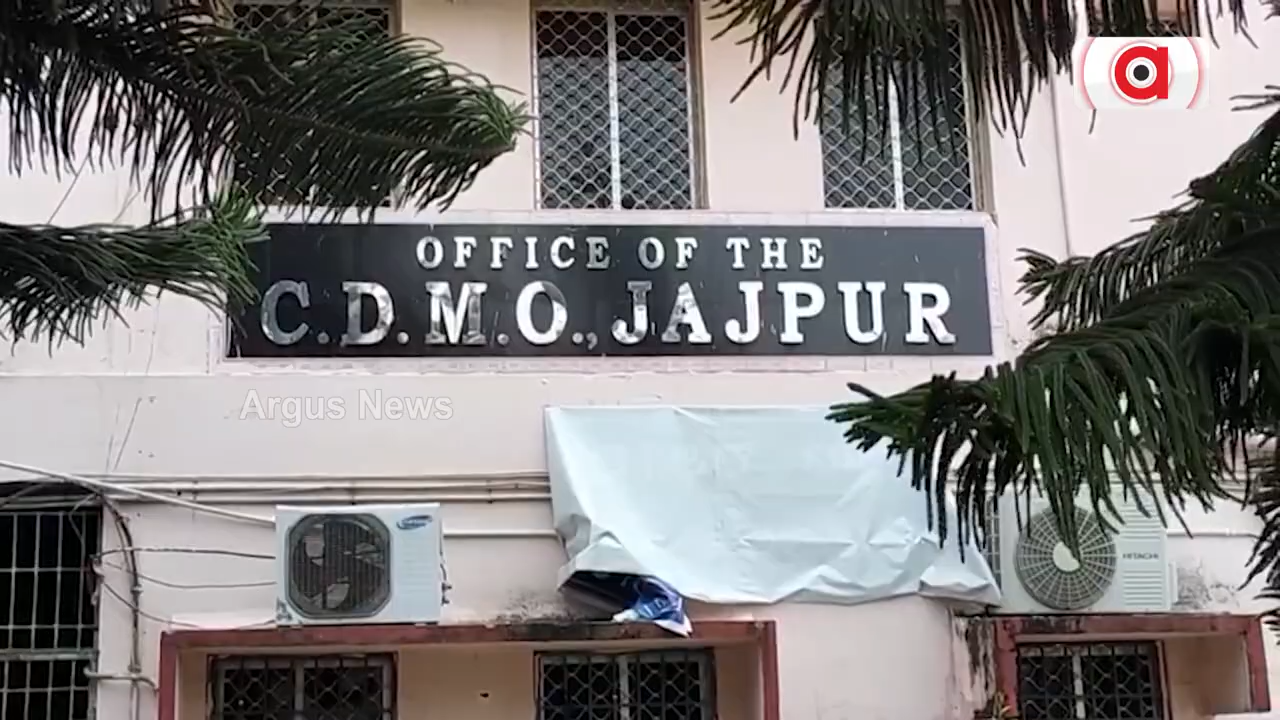 a
OFFICE OF THE
C.D.M.O., JAJPUR
Argus News
SAMSUNG
HITACHI